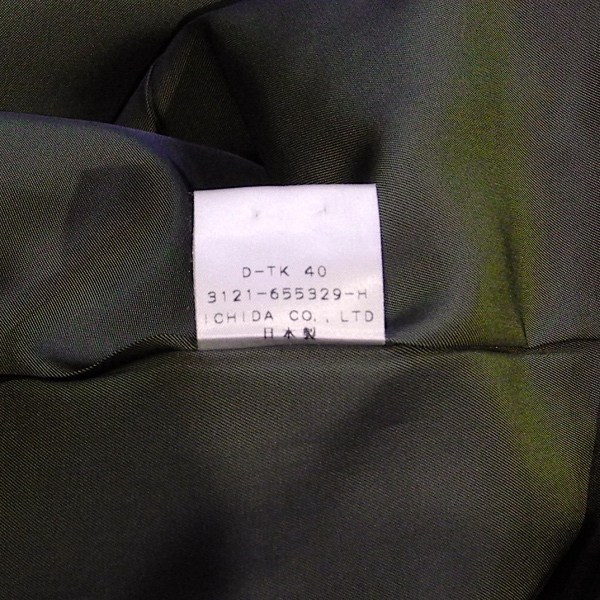 D-TK 40
3121-655329-H
ICHIDA CO., LTD
日本製